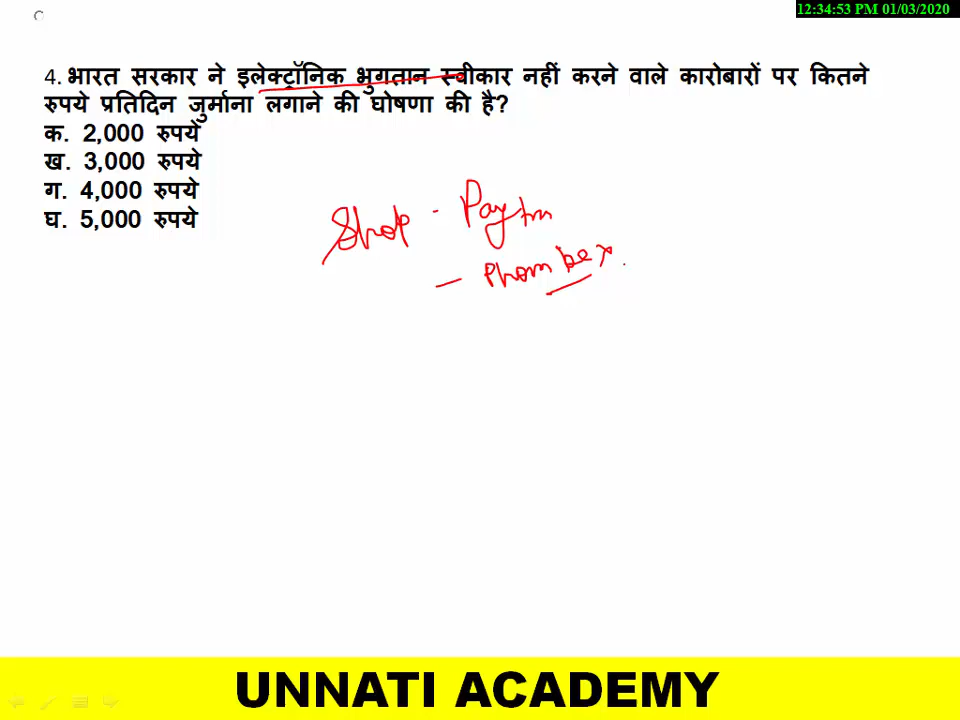 12:34:53 PM 01/03/2020
4. भारत सरकार ने इलेक्ट्रॉनिक भुगतान स्वीकार नहीं करने वाले कारोबारों पर कितने
रुपये प्रतिदिन जुर्माना लगाने की घोषणा की है?
क. 2,000 रुपये
ख. 3,000 रुपये
ग. 4,000 रुपये
घ. 5,000 रुपये
Shop - Paytm
UNNATI ACADEMY